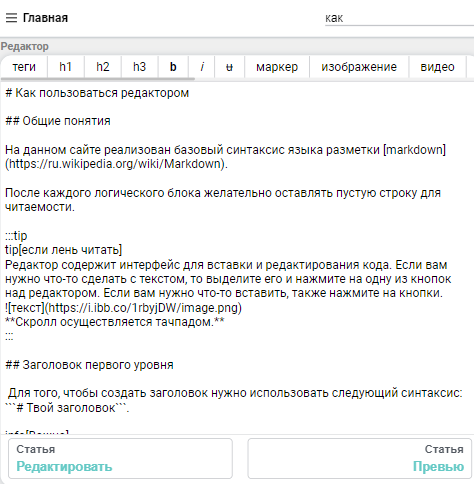 Главная
как
Редактор
теги h1 h2 h3 b i u маркер изображение видео
# Как пользоваться редактором
## Общие понятия
На данном сайте реализован базовый синтаксис языка разметки [markdown]
(https://ru.wikipedia.org/wiki/Markdown).
После каждого логического блока желательно оставлять пустую строку для
читаемости.
:::tip
tip[если лень читать]
Редактор содержит интерфейс для вставки и редактирования кода. Если вам
нужно что-то сделать с текстом, то выделите его и нажмите на одну из кнопок
над редактором. Если вам нужно что-то вставить, также нажмите на кнопки.
![текст](https://i.ibb.co/1rbyjDW/image.png)
**Скролл осуществляется тачпадом.**
:::
## Заголовок первого уровня
Для того, чтобы создать заголовок нужно использовать следующий синтаксис:
```# Твой заголовок```.
info[Важно]
Статья
Редактировать
Статья
Превью